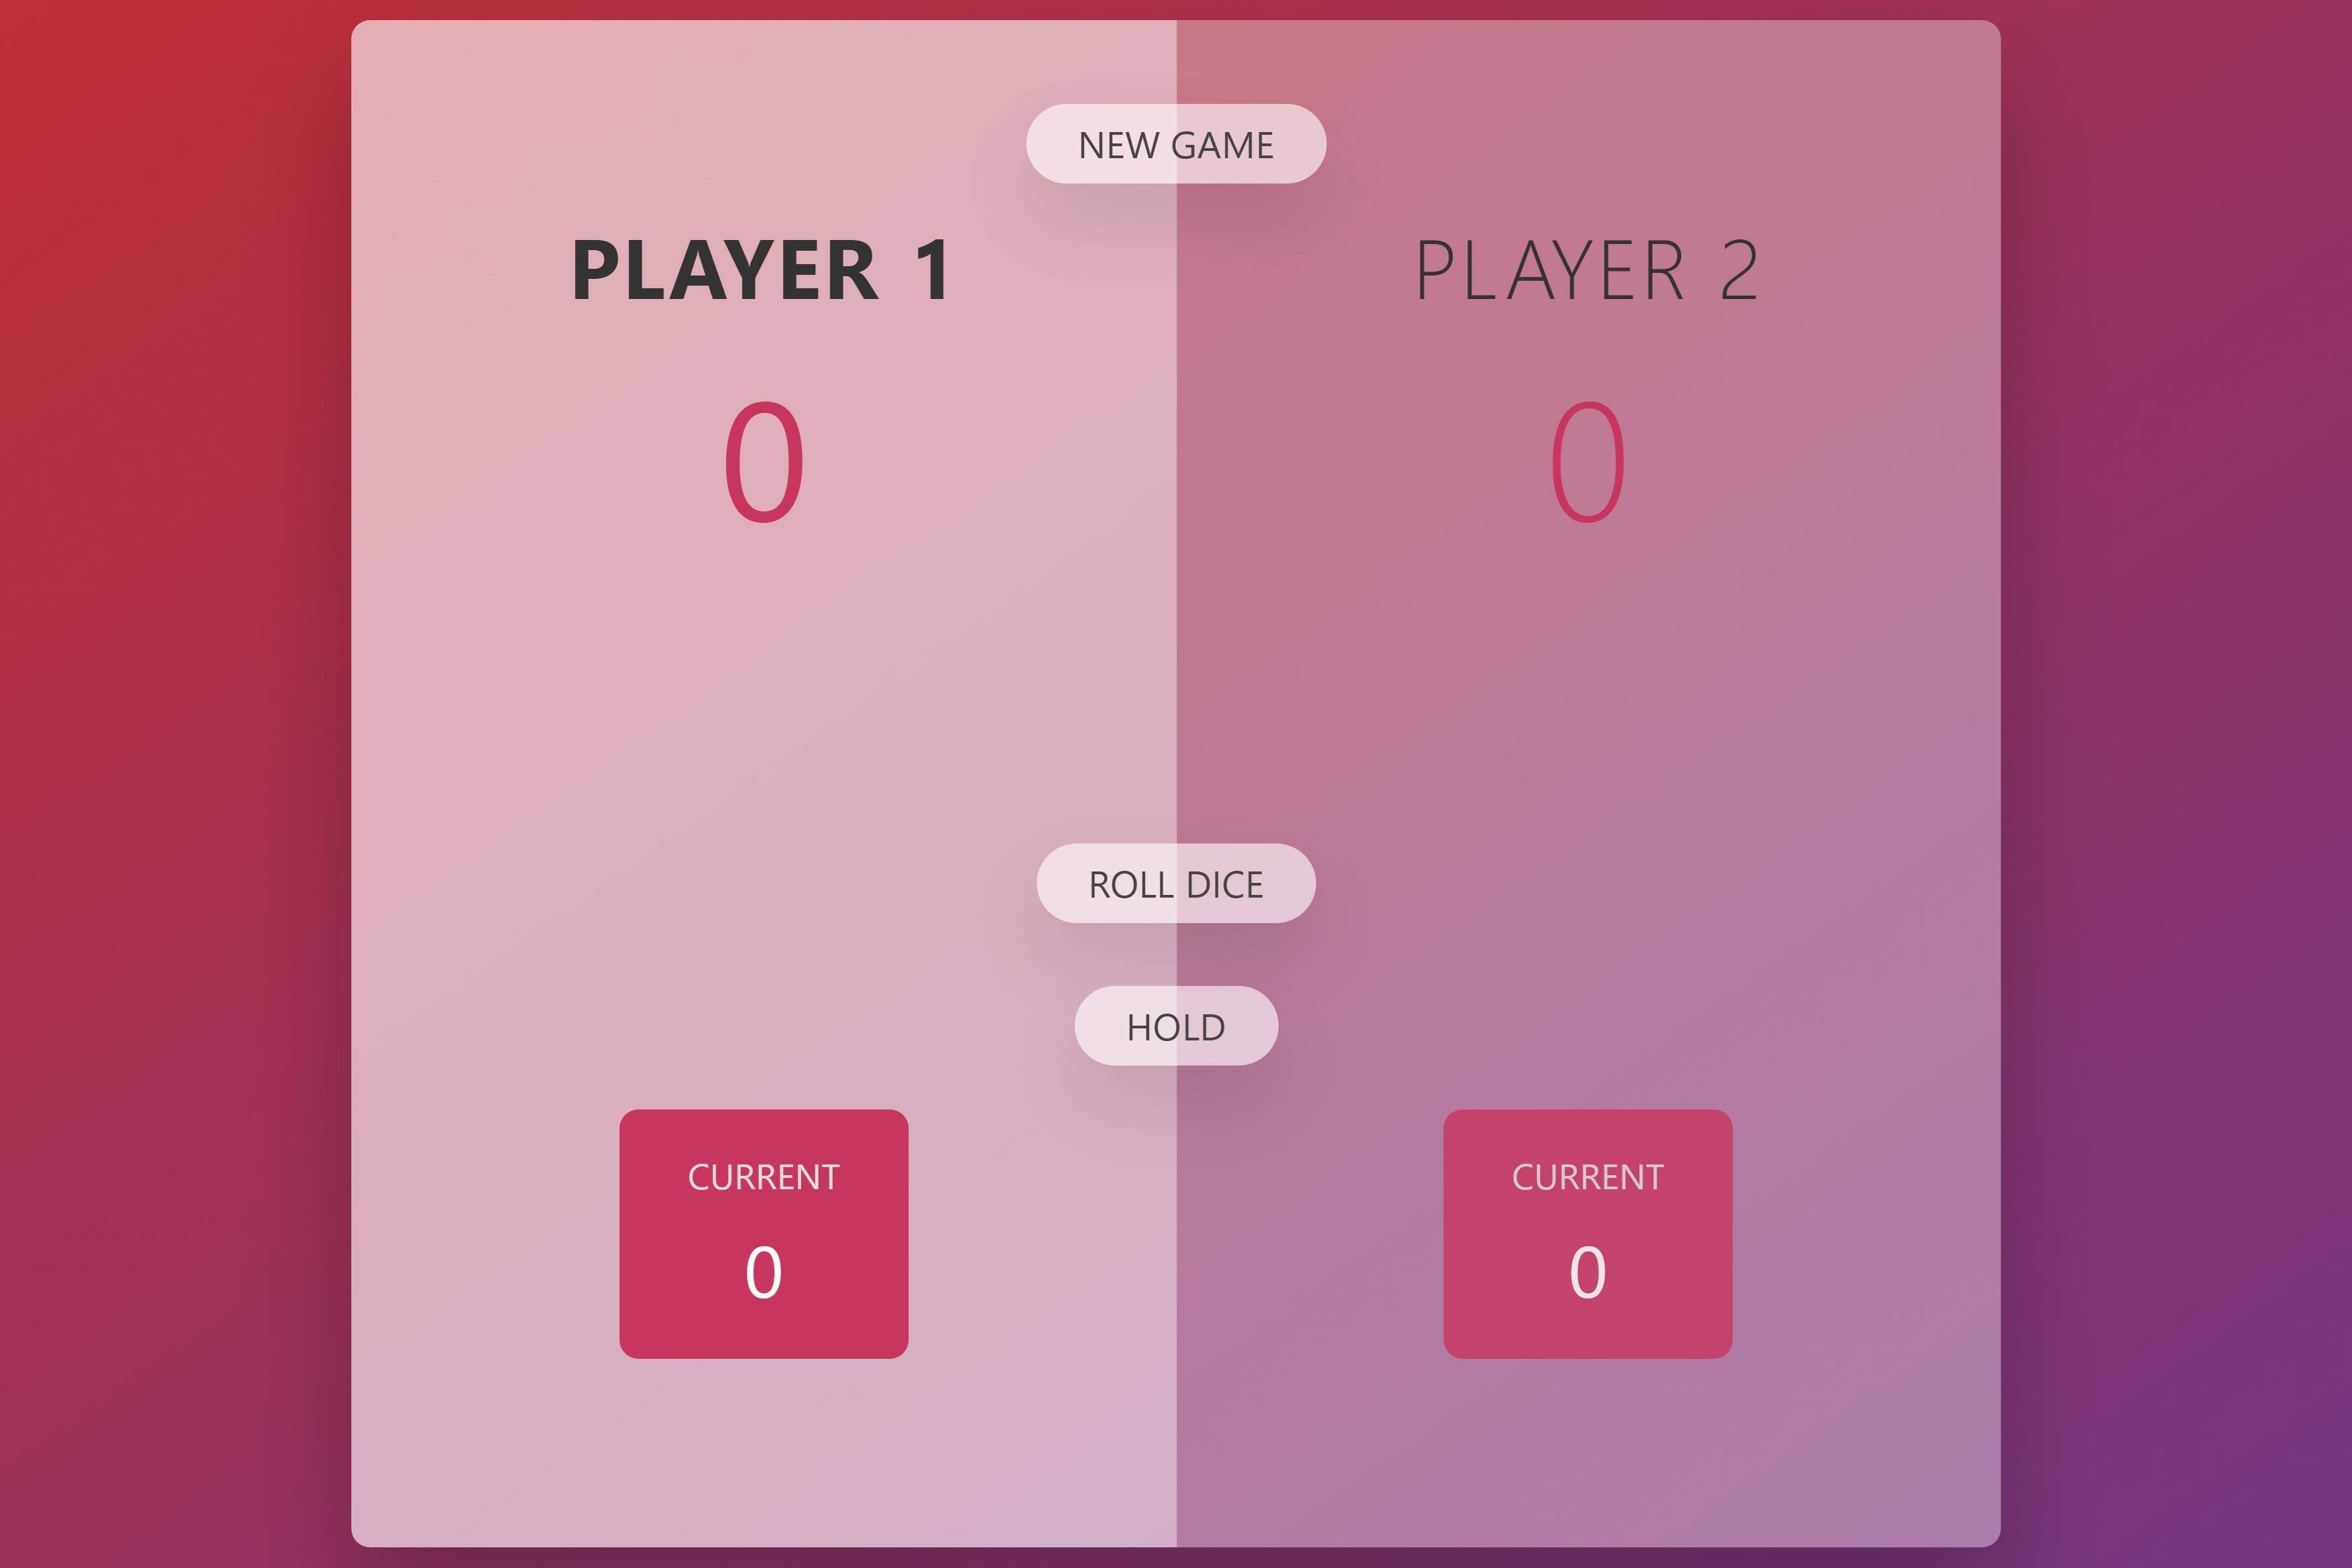 NEW GAME
PLAYER 1
0
PLAYER 2
0
ROLL DICE
HOLD
CURRENT
0
CURRENT
0